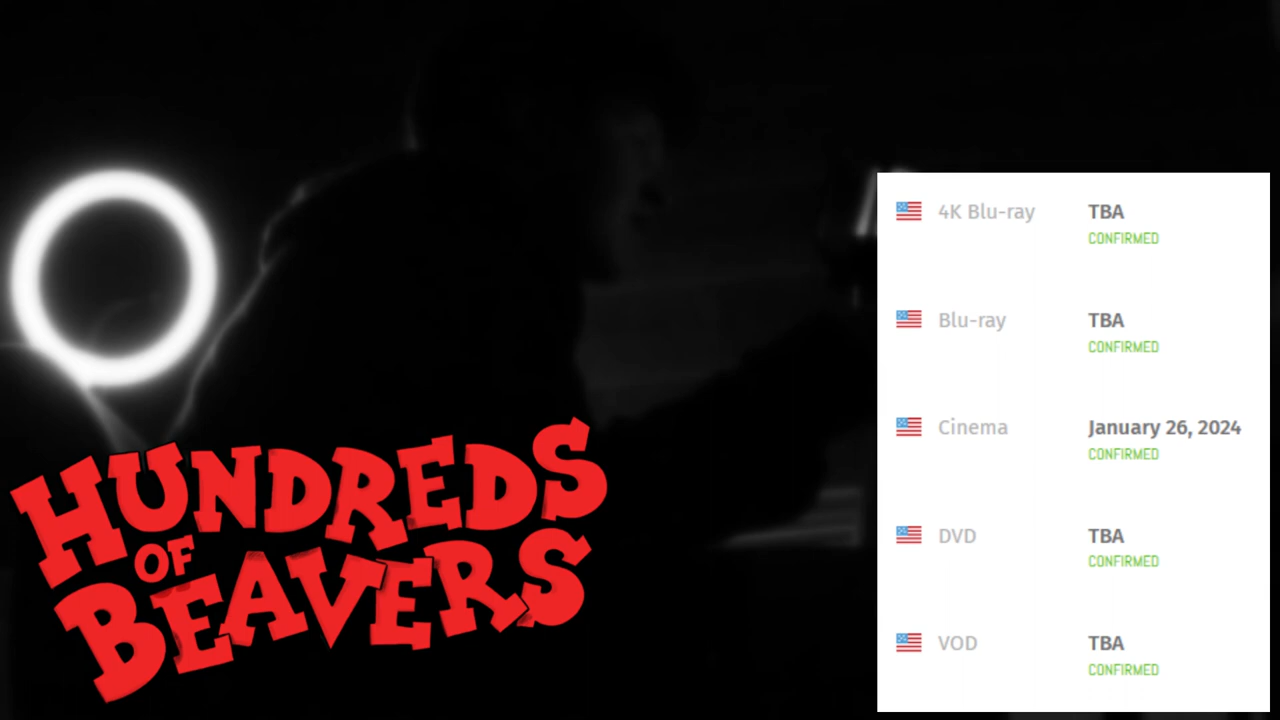 HUNDREDS
OF
BEAVERS
4K Blu-ray TBA
CONFIRMED
Blu-ray TBA
CONFIRMED
Cinema January 26, 2024
CONFIRMED
DVD TBA
CONFIRMED
VOD TBA
CONFIRMED